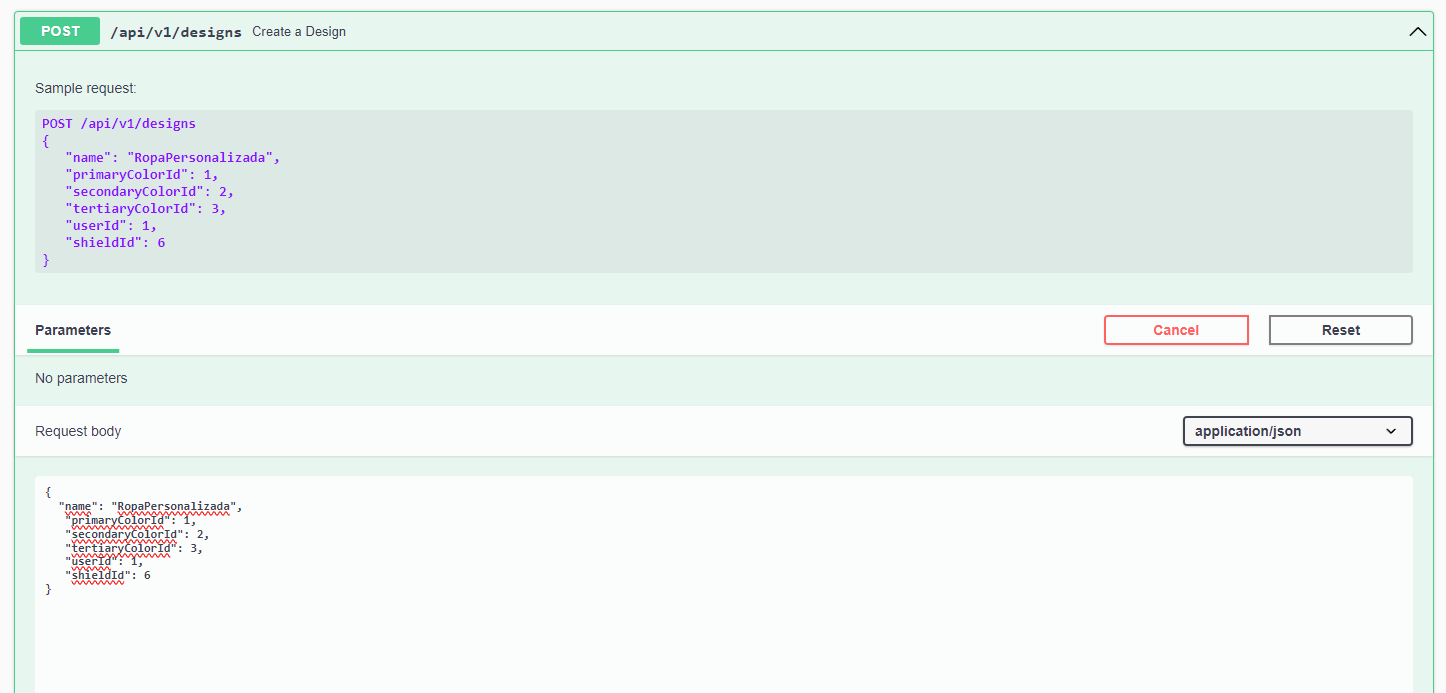 POST /api/v1/designs Create a Design
Sample request:
POST /api/v1/designs
{
"name": "RopaPersonalizada",
"primaryColorId": 1,
"secondaryColorId": 2,
"tertiaryColorId": 3,
"userId": 1,
"shieldId": 6
}
Parameters Cancel Reset
No parameters
Request body application/json
{
"name": "RopaPersonalizada",
"primaryColorId": 1,
"secondaryColorId": 2,
"tertiaryColorId": 3,
"userId": 1,
"shieldId": 6
}